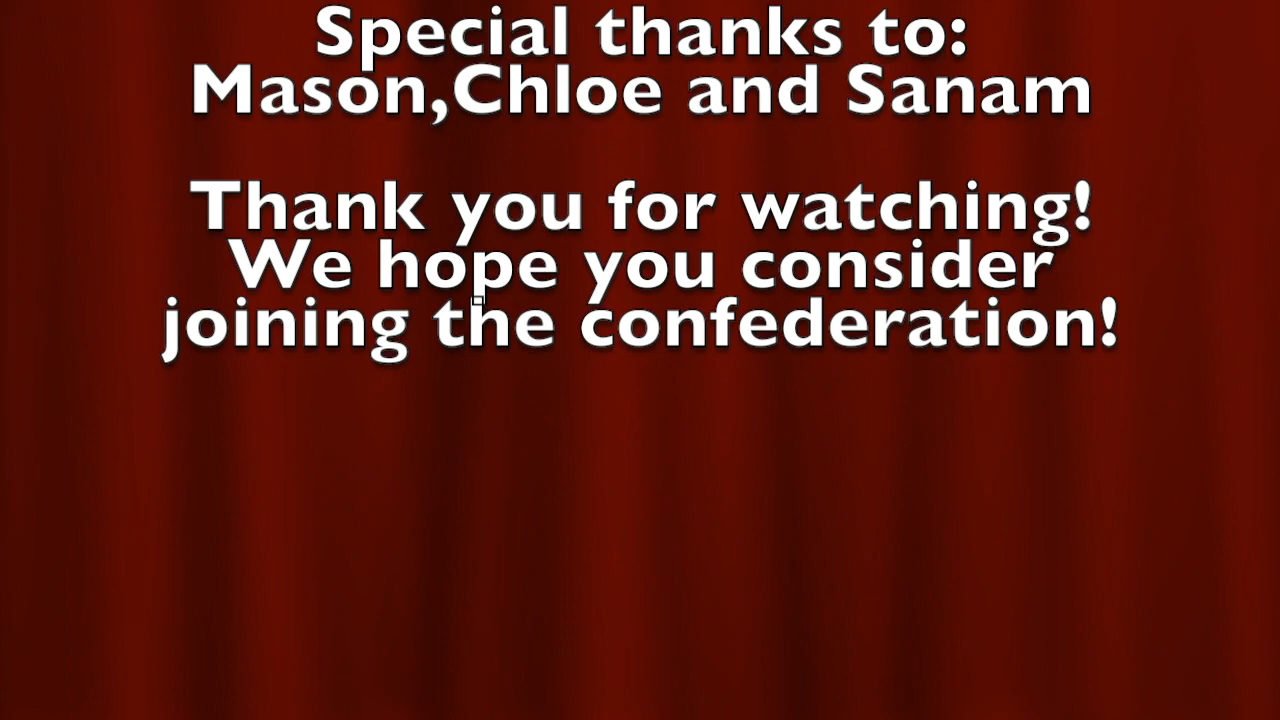 Special thanks to:
Mason,Chloe and Sanam
Thank you for watching!
We hope you consider
joining the confederation!